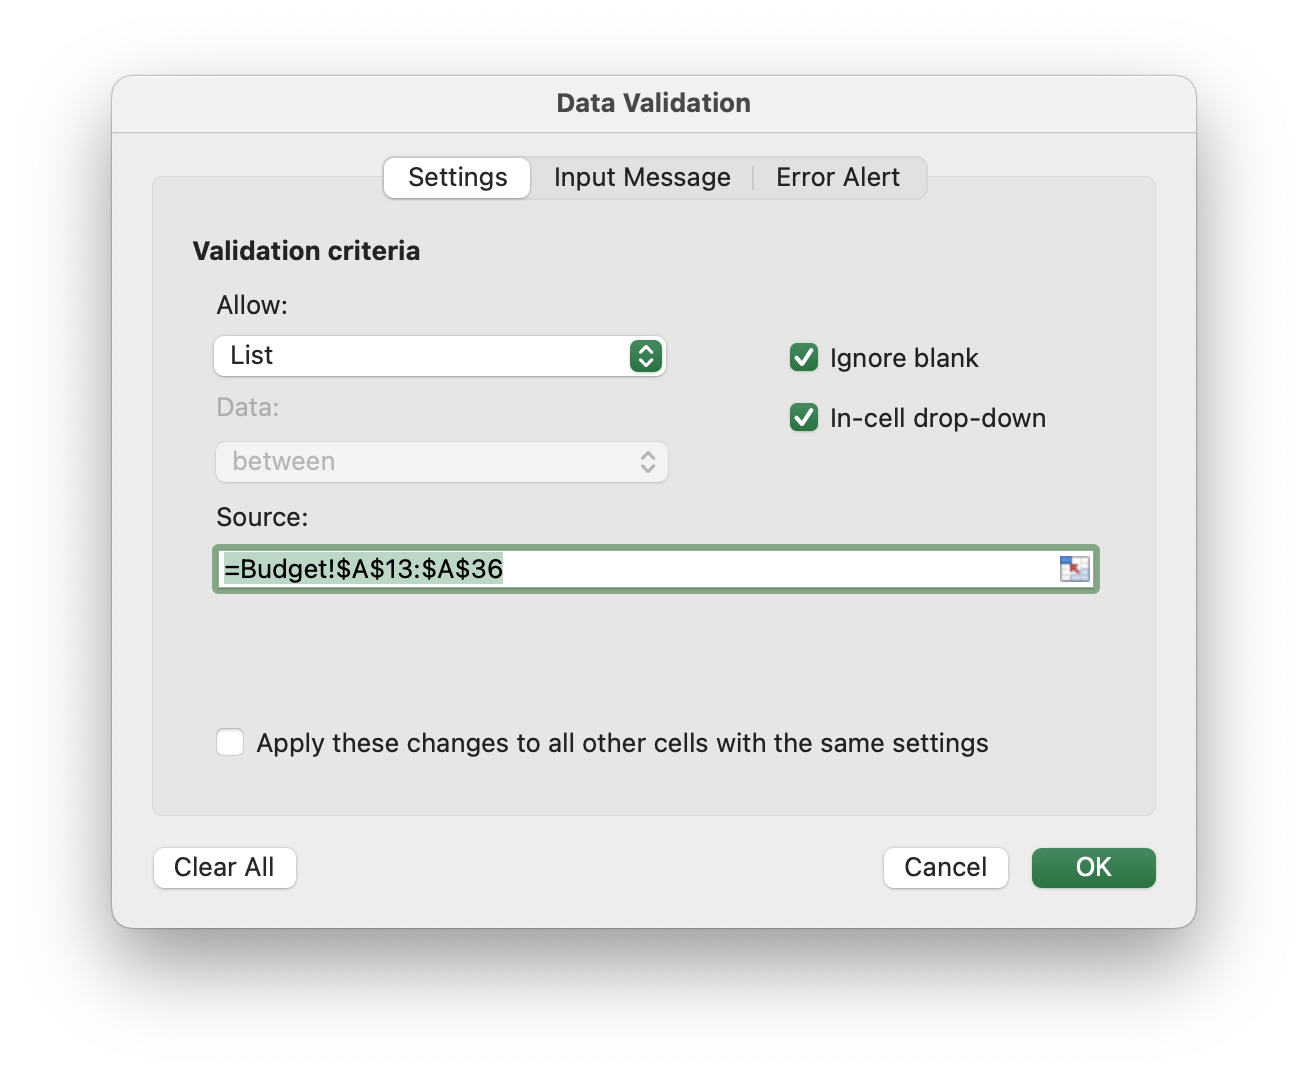 Data Validation
Settings
Input Message
Error Alert
Validation criteria
Allow:
List
Ignore blank
Data:
In-cell drop-down
between
Source:
=Budget!$A$13:$A$36
Apply these changes to all other cells with the same settings
Clear All
Cancel
OK